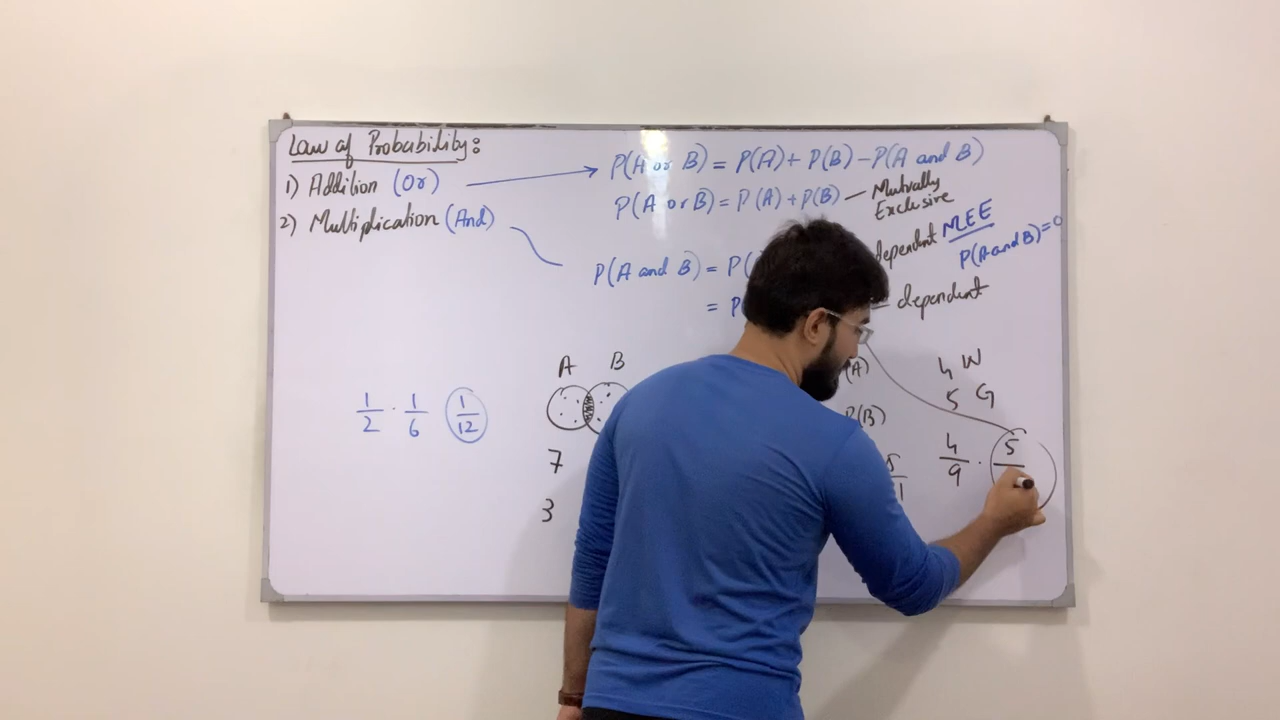 Law of Probability:
1) Addition (Or)
2) Multiplication (And)
P(A or B) = P(A) + P(B) - P(A and B)
P(A or B) = P(A) + P(B) — Mutually
Exclusive
MEE
P(A and B) = 0
P(A and B) = P(
dependent
= P
dependent
A B
(A)
4 W
5 G
1/2 · 1/6 1/12
P(B)
4/9 · 5/
7
3